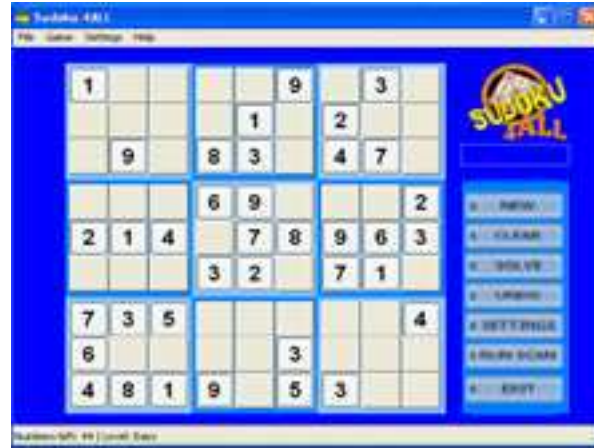 Sudoku 4ALL
File Game Settings Help
1 9 3
1 2
9 8 3 4 7
6 9 2
2 1 4 7 8 9 6 3
3 2 7 1
7 3 5 4
6 3
4 8 1 9 5 3
SUDOKU
4ALL
NEW
CLEAR
SOLVE
UNDO
SETTINGS
RUN SCAN
EXIT